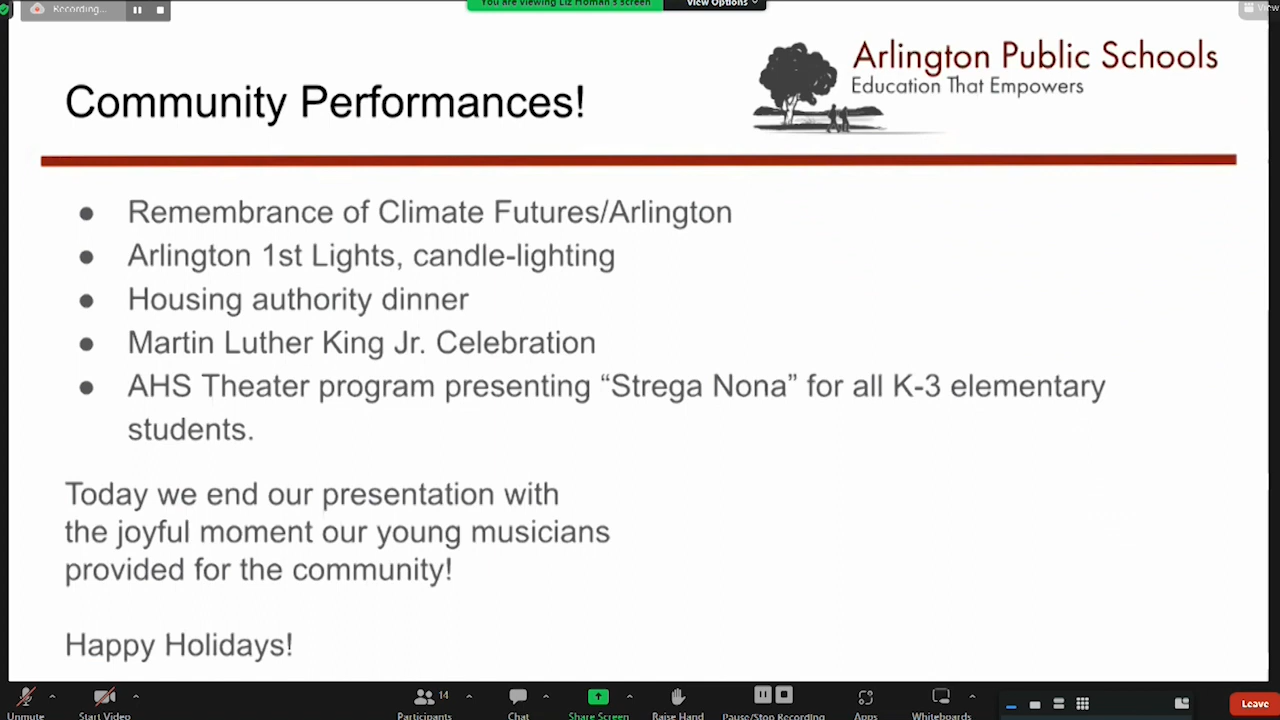 Recording...
You are viewing Liz Homan's screen
View Options
View
Arlington Public Schools
Education That Empowers
Community Performances!
● Remembrance of Climate Futures/Arlington
● Arlington 1st Lights, candle-lighting
● Housing authority dinner
● Martin Luther King Jr. Celebration
● AHS Theater program presenting “Strega Nona” for all K-3 elementary
students.
Today we end our presentation with
the joyful moment our young musicians
provided for the community!
Happy Holidays!
Unmute
Start Video
14
Participants
Chat
Share Screen
Raise Hand
Pause/Stop Recording
Apps
Whiteboards
Leave